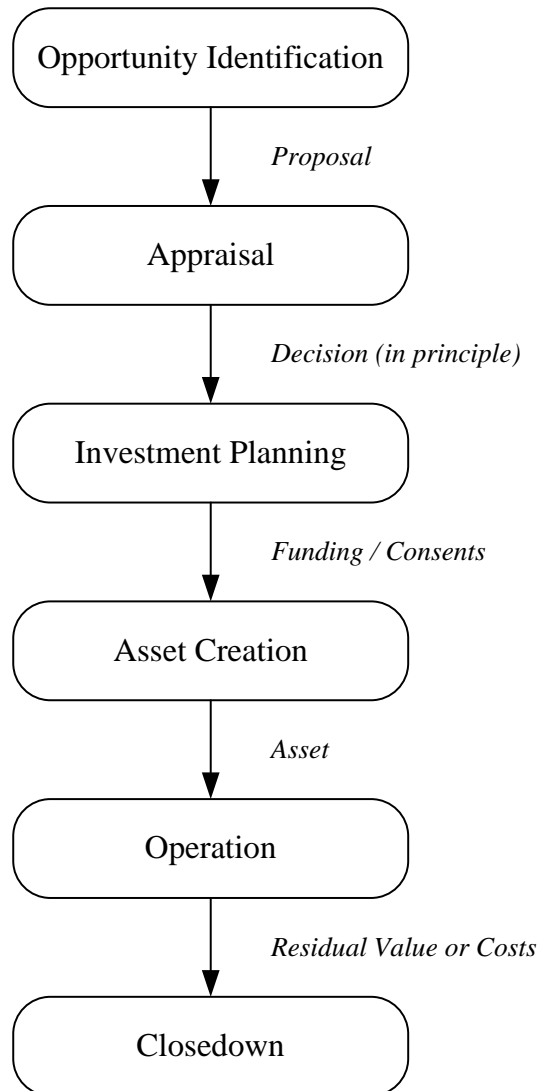 Opportunity Identification
Proposal
Appraisal
Decision (in principle)
Investment Planning
Funding / Consents
Asset Creation
Asset
Operation
Residual Value or Costs
Closedown